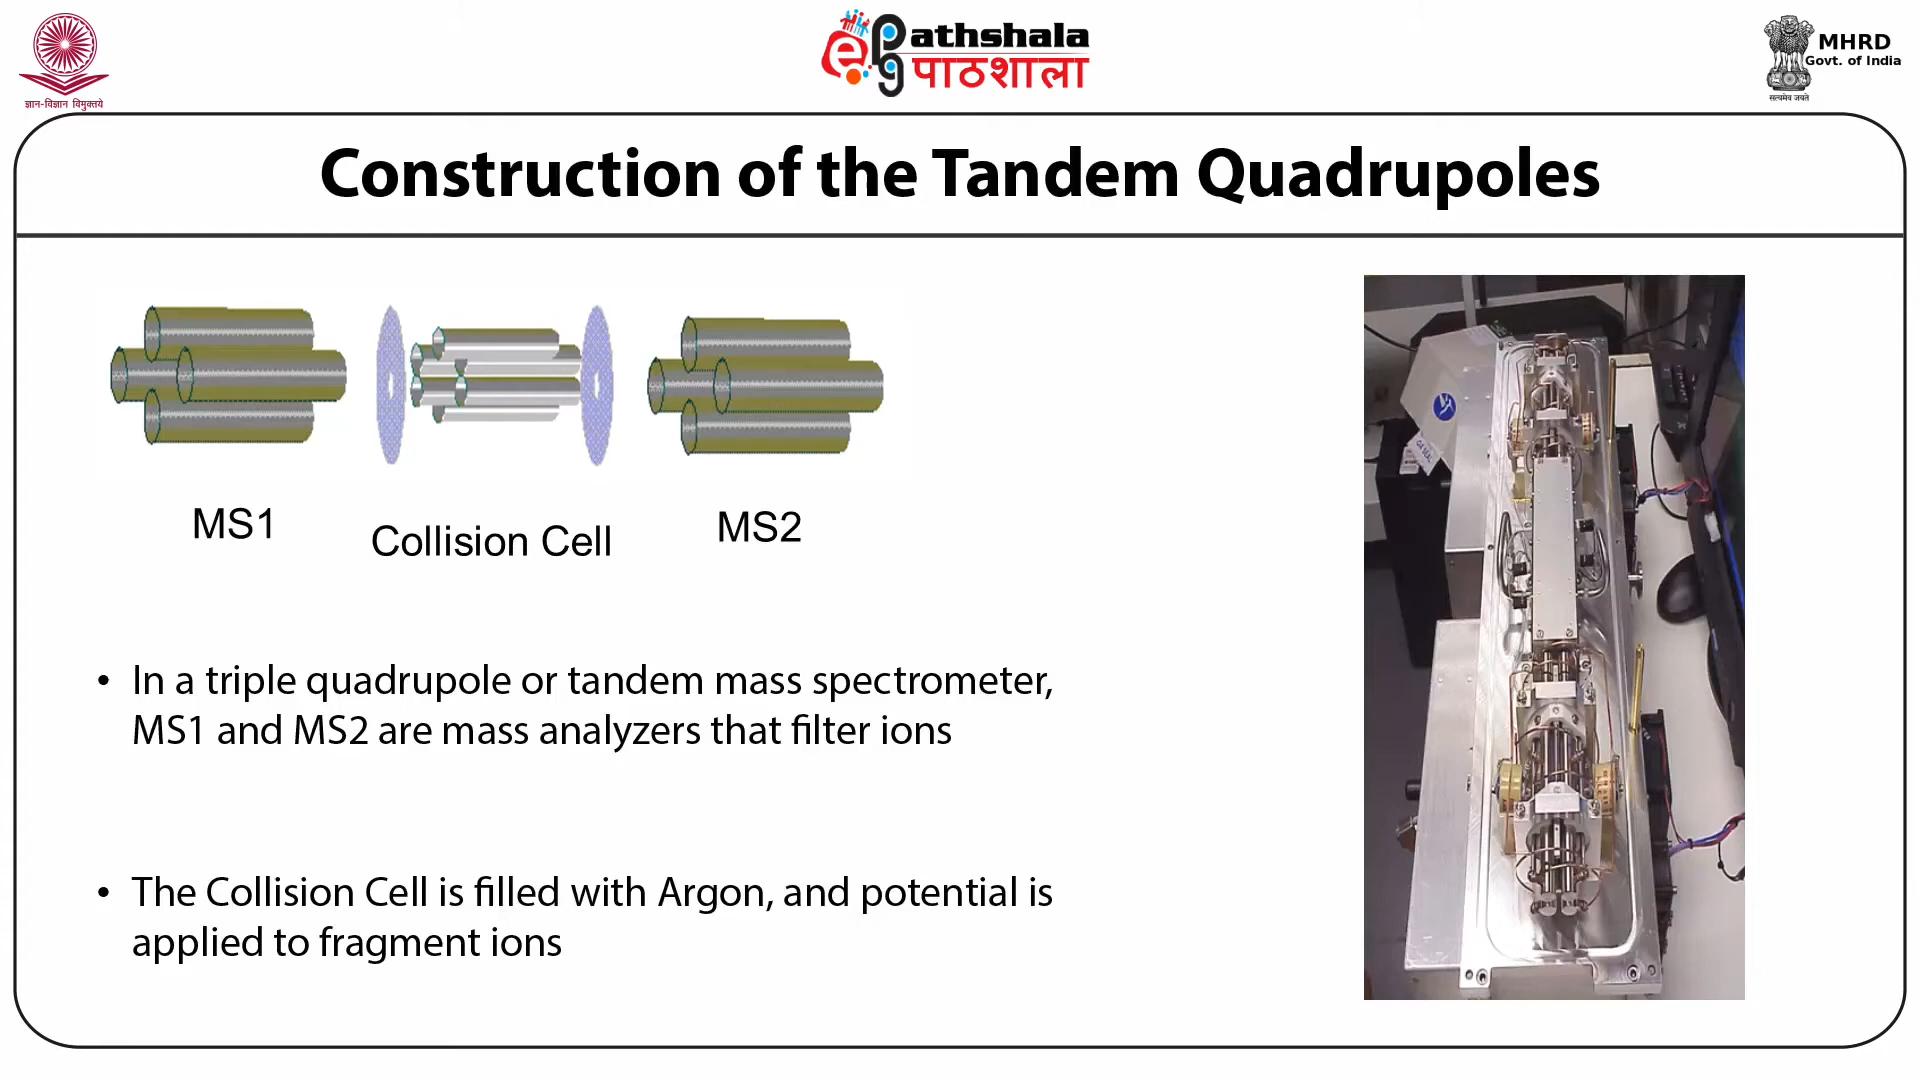 ज्ञान-विज्ञान विमुक्तये
ePathshala
पाठशाला
MHRD
Govt. of India
सत्यमेव जयते
Construction of the Tandem Quadrupoles
MS1
Collision Cell
MS2
• In a triple quadrupole or tandem mass spectrometer,
MS1 and MS2 are mass analyzers that filter ions
• The Collision Cell is filled with Argon, and potential is
applied to fragment ions